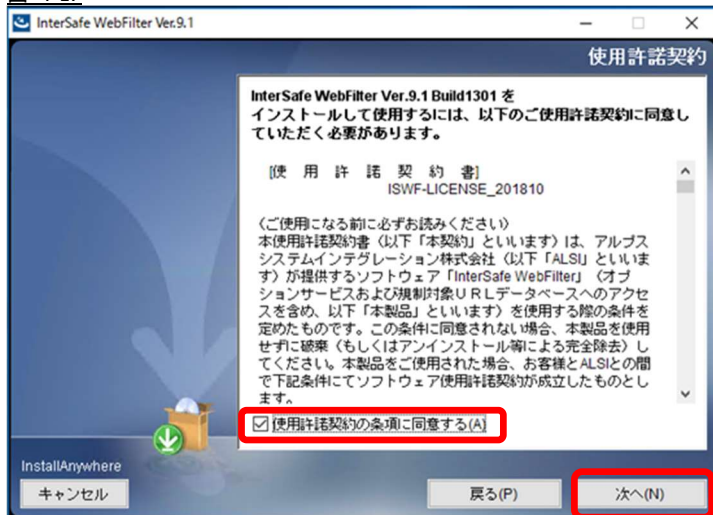 InterSafe WebFilter Ver.9.1
使用許諾契約
InterSafe WebFilter Ver.9.1 Build1301 を
インストールして使用するには、以下のご使用許諾契約に同意し
ていただく必要があります。
[使 用 許 諾 契 約 書]
ISWF-LICENSE_201810
〈ご使用になる前に必ずお読みください〉
本使用許諾契約書（以下「本契約」といいます）は、アルプス
システムインテグレーション株式会社（以下「ALSI」といいま
す）が提供するソフトウェア「InterSafe WebFilter」（オプ
ションサービスおよび規制対象ＵＲＬデータベースへのアクセ
スを含め、以下「本製品」といいます）を使用する際の条件を
定めたものです。この条件に同意されない場合、本製品を使用
せずに破棄（もしくはアンインストール等による完全除去）し
てください。本製品をご使用された場合、お客様とALSIとの間
で下記条件にてソフトウェア使用許諾契約が成立したものとし
ます。
使用許諾契約の条項に同意する(A)
InstallAnywhere
キャンセル
戻る(P)
次へ(N)